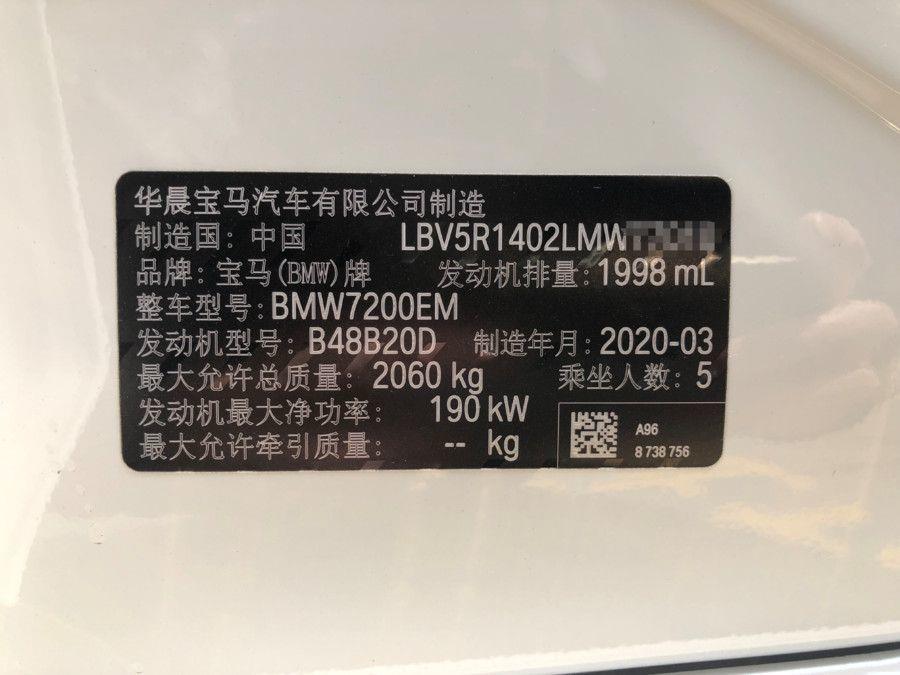 华晨宝马汽车有限公司制造
制造国：中国 LBV5R1402LMW
品牌：宝马(BMW)牌 发动机排量：1998 mL
整车型号：BMW7200EM
发动机型号：B48B20D 制造年月：2020-03
最大允许总质量：2060 kg 乘坐人数：5
发动机最大净功率：190 kW
最大允许牵引质量：-- kg
A96
8 738 756